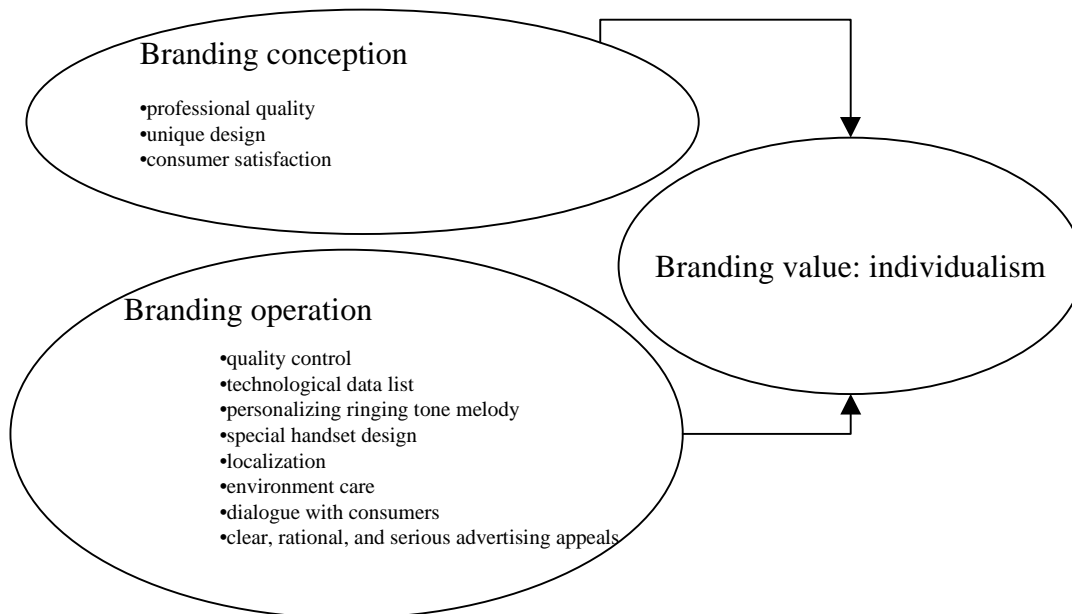 Branding conception
•professional quality
•unique design
•consumer satisfaction
Branding value: individualism
Branding operation
•quality control
•technological data list
•personalizing ringing tone melody
•special handset design
•localization
•environment care
•dialogue with consumers
•clear, rational, and serious advertising appeals